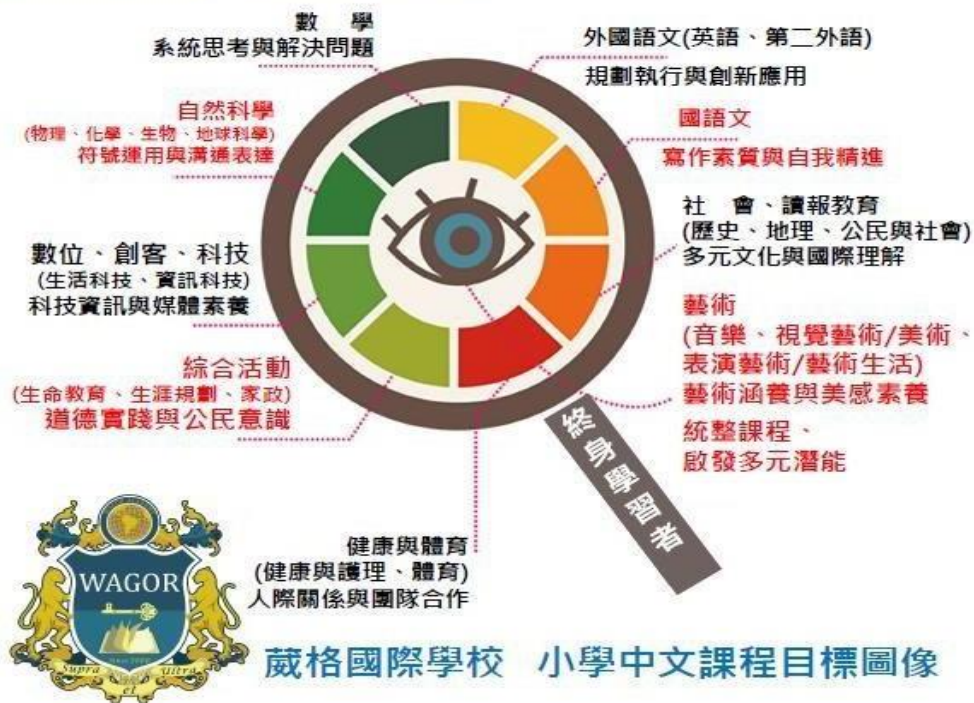 數 學
系統思考與解決問題
外國語文(英語、第二外語)
規劃執行與創新應用
自然科學
(物理、化學、生物、地球科學)
符號運用與溝通表達
國語文
寫作素質與自我精進
社 會、讀報教育
(歷史、地理、公民與社會)
多元文化與國際理解
數位、創客、科技
(生活科技、資訊科技)
科技資訊與媒體素養
藝術
(音樂、視覺藝術/美術、
表演藝術/藝術生活)
藝術涵養與美感素養
統整課程、
啟發多元潛能
綜合活動
(生命教育、生涯規劃、家政)
道德實踐與公民意識
終身學習者
健康與體育
(健康與護理、體育)
人際關係與團隊合作
WAGOR
Supra et Ultra
葳格國際學校 小學中文課程目標圖像